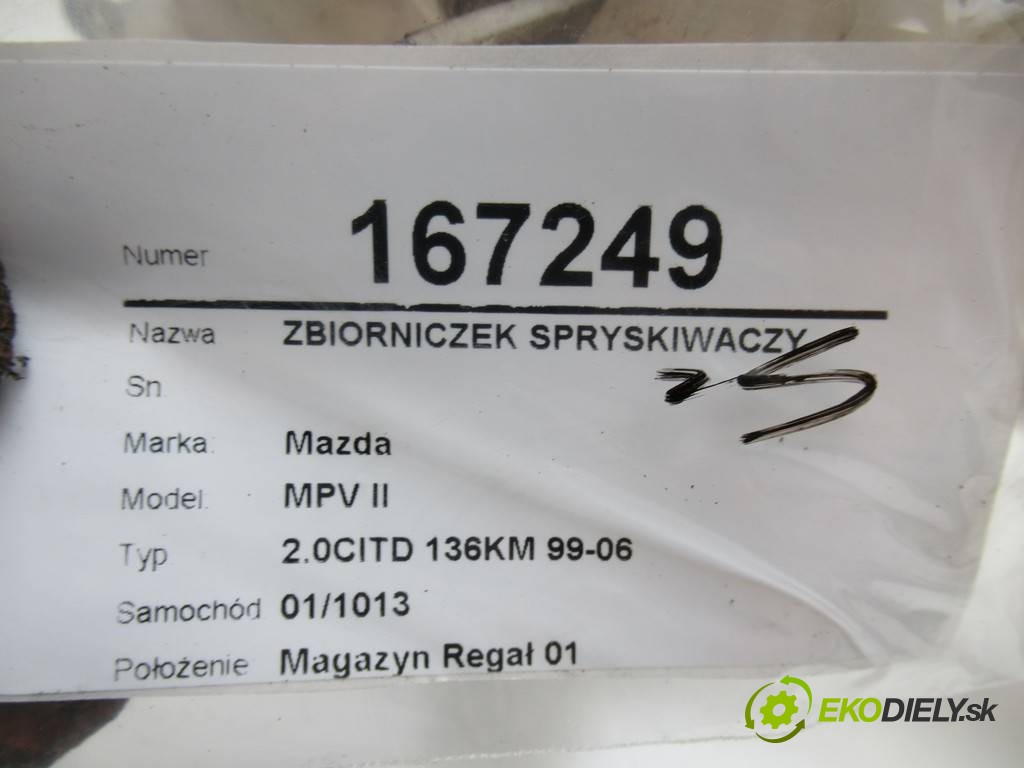 Numer 167249
Nazwa ZBIORNICZEK SPRYSKIWACZY
Sn.
25
Marka: Mazda
Model: MPV II
Typ 2.0CITD 136KM 99-06
Samochód 01/1013
Położenie Magazyn Regał 01
EKODIELY.sk